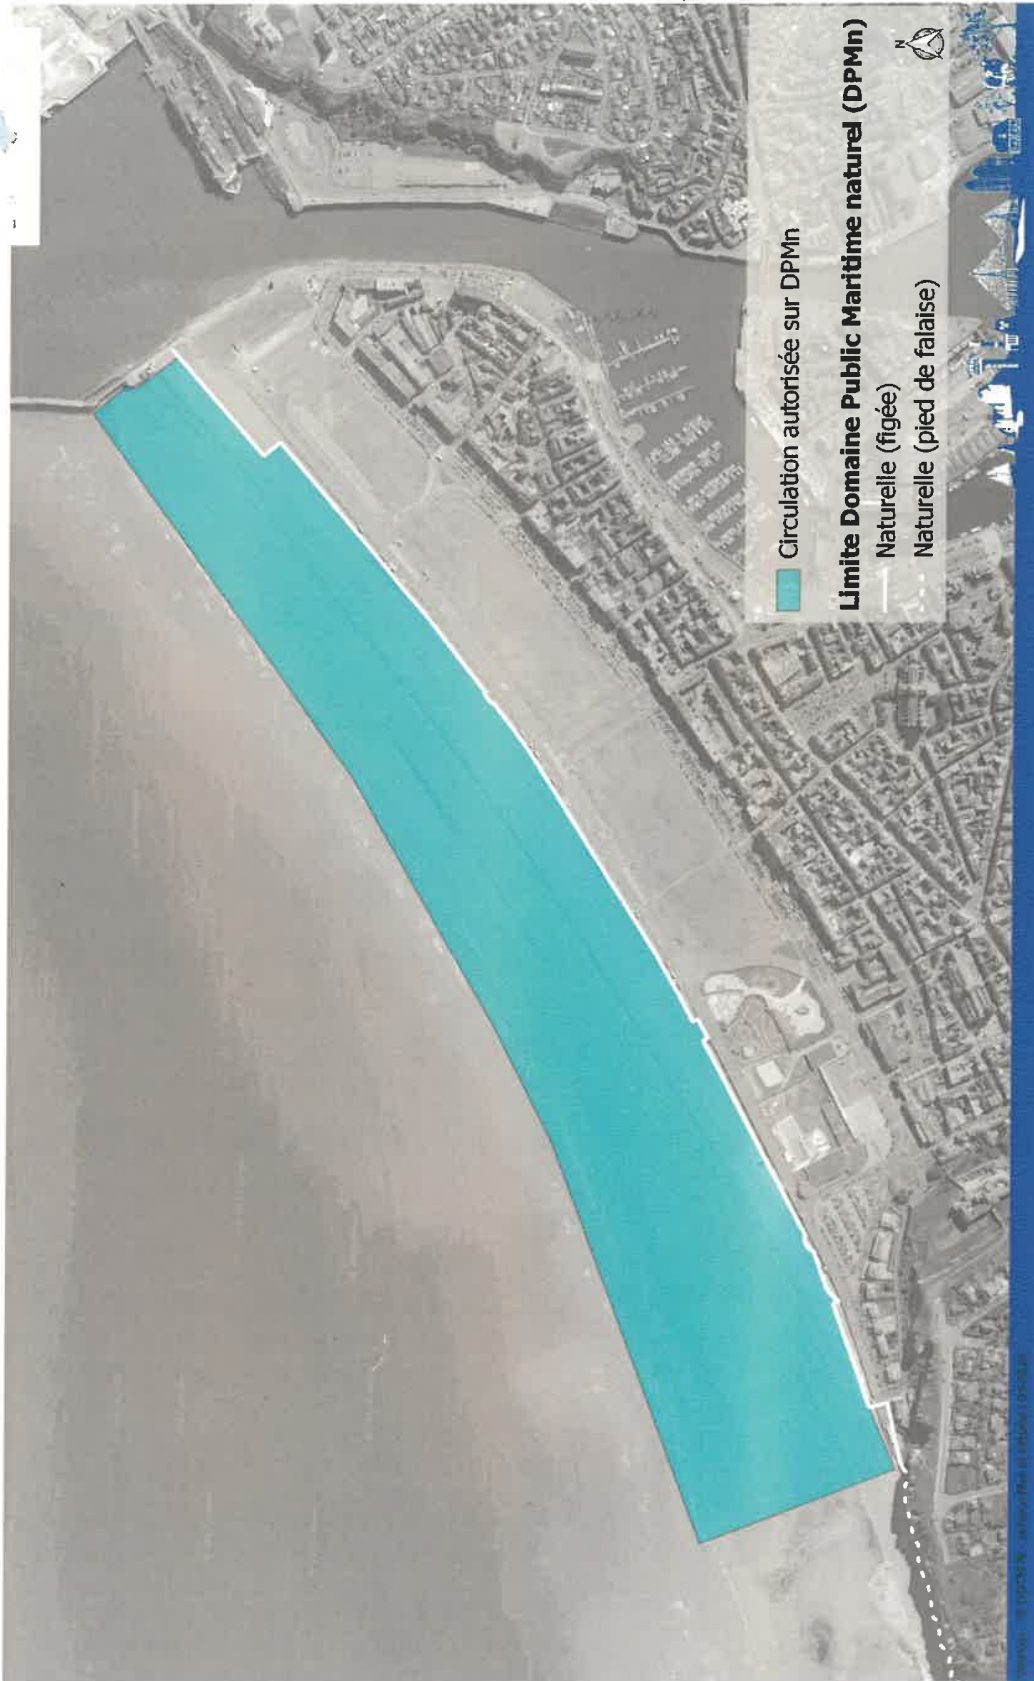 Circulation autorisée sur DPMn
Limite Domaine Public Maritime naturel (DPMn)
Naturelle (figée)
Naturelle (pied de falaise)
N